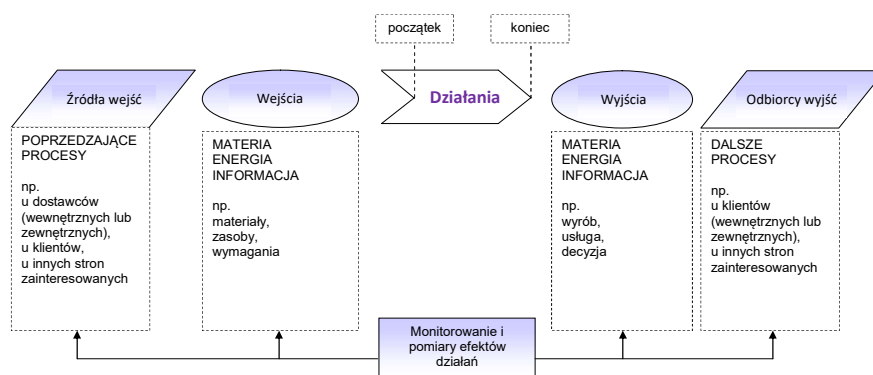 początek
koniec
Źródła wejść
Wejścia
Działania
Wyjścia
Odbiorcy wyjść
POPRZEDZAJĄCE
PROCESY
np.
u dostawców
(wewnętrznych lub
zewnętrznych),
u klientów,
u innych stron
zainteresowanych
MATERIA
ENERGIA
INFORMACJA
np.
materiały,
zasoby,
wymagania
MATERIA
ENERGIA
INFORMACJA
np.
wyrób,
usługa,
decyzja
DALSZE
PROCESY
np.
u klientów
(wewnętrznych lub
zewnętrznych),
u innych stron
zainteresowanych
Monitorowanie i
pomiary efektów
działań